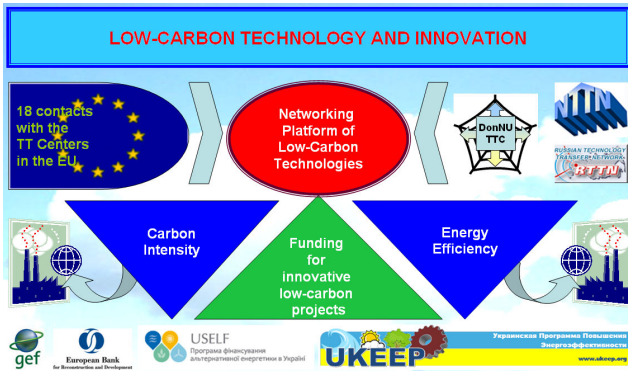 LOW-CARBON TECHNOLOGY AND INNOVATION
18 contacts
with the
TT Centers
in the EU
Networking
Platform of
Low-Carbon
Technologies
DonNU
TTC
NTTN
RUSSIAN TECHNOLOGY
TRANSFER NETWORK
RTTN
Carbon
Intensity
Funding
for
innovative
low-carbon
projects
Energy
Efficiency
gef
European Bank
for Reconstruction and Development
USELF
Програма фінансування
альтернативної енергетики в Україні
UKEEP
Украинская Программа Повышения
Энергоэффективности
www.ukeep.org